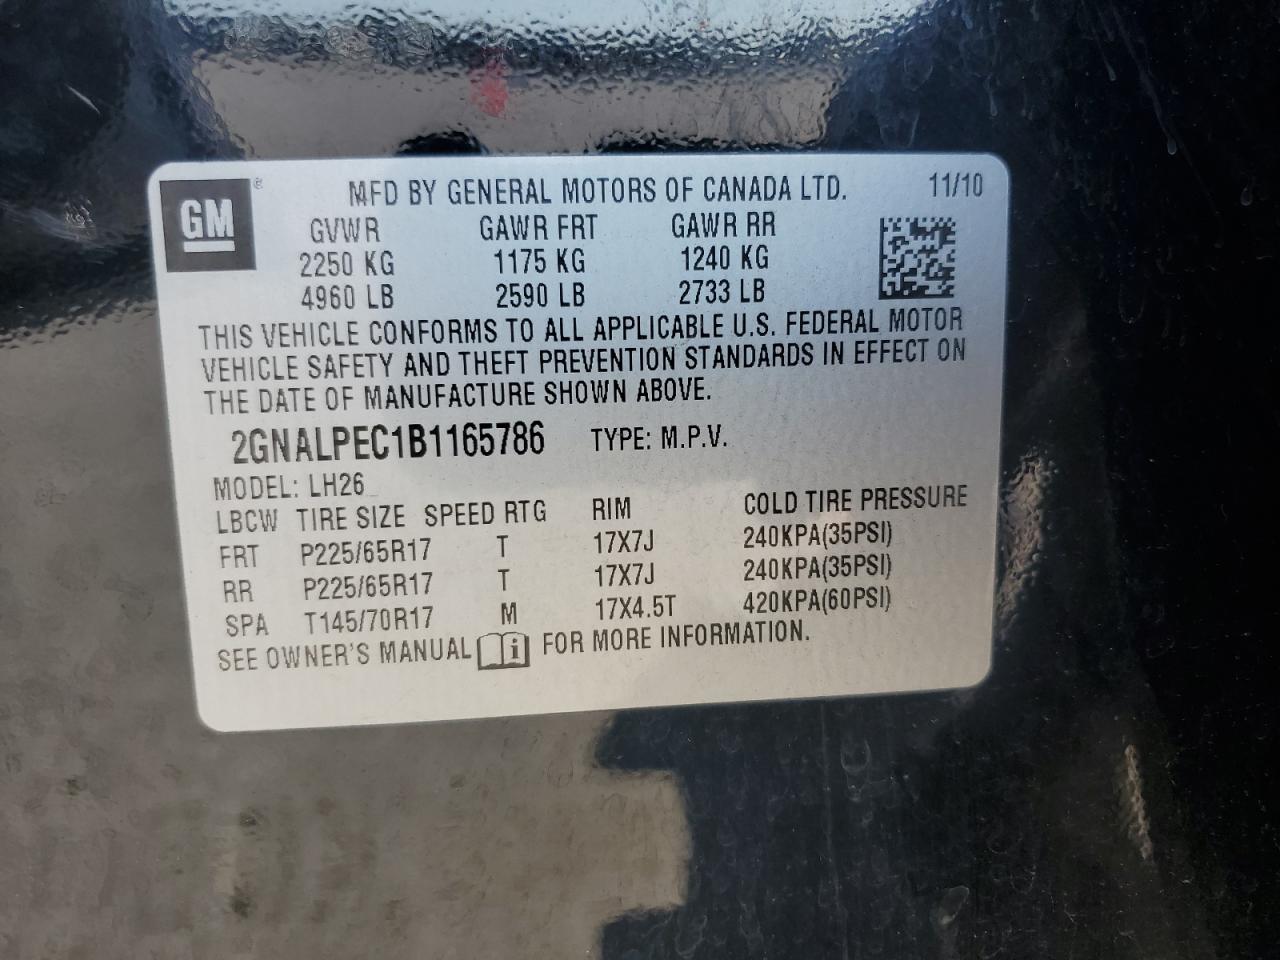 GM ® MFD BY GENERAL MOTORS OF CANADA LTD. 11/10
GVWR GAWR FRT GAWR RR
2250 KG 1175 KG 1240 KG
4960 LB 2590 LB 2733 LB
THIS VEHICLE CONFORMS TO ALL APPLICABLE U.S. FEDERAL MOTOR
VEHICLE SAFETY AND THEFT PREVENTION STANDARDS IN EFFECT ON
THE DATE OF MANUFACTURE SHOWN ABOVE.
2GNALPEC1B1165786 TYPE: M.P.V.
MODEL: LH26
LBCW TIRE SIZE SPEED RTG RIM COLD TIRE PRESSURE
FRT P225/65R17 T 17X7J 240KPA(35PSI)
RR P225/65R17 T 17X7J 240KPA(35PSI)
SPA T145/70R17 M 17X4.5T 420KPA(60PSI)
SEE OWNER'S MANUAL i FOR MORE INFORMATION.